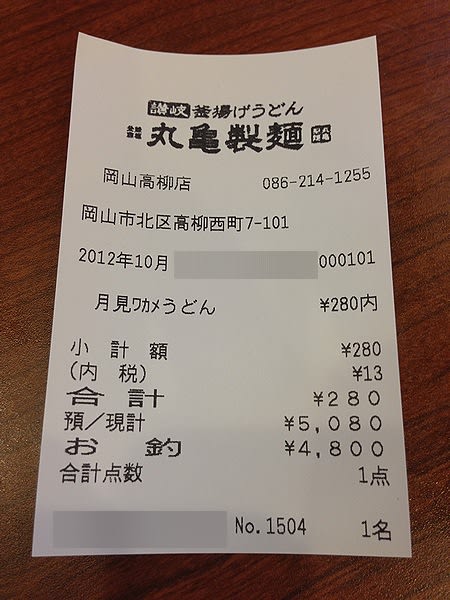 讃岐 釜揚げうどん
丸亀製麺
岡山高柳店 086-214-1255
岡山市北区高柳西町7-101
2012年10月 000101
月見ワカメうどん ¥280内
小計額 ¥280
(内 税) ¥13
合計 ¥280
預/現計 ¥5,080
お釣 ¥4,800
合計点数 1点
No.1504 1名